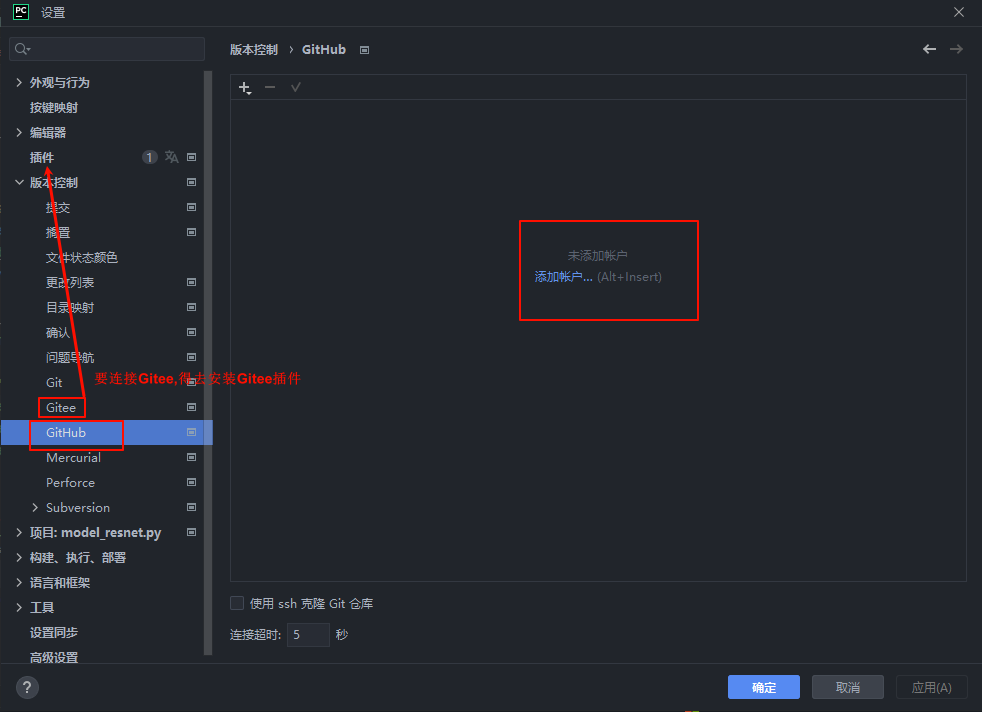 PC 设置
版本控制 › GitHub
外观与行为
按键映射
编辑器
插件 1
版本控制
提交
搁置
文件状态颜色
更改列表
目录映射
确认
问题导航
Git
要连接Gitee,得去安装Gitee插件
Gitee
GitHub
Mercurial
Perforce
Subversion
项目: model_resnet.py
构建、执行、部署
语言和框架
工具
设置同步
高级设置
未添加帐户
添加帐户... (Alt+Insert)
使用 ssh 克隆 Git 仓库
连接超时: 5 秒
?
确定 取消 应用(A)